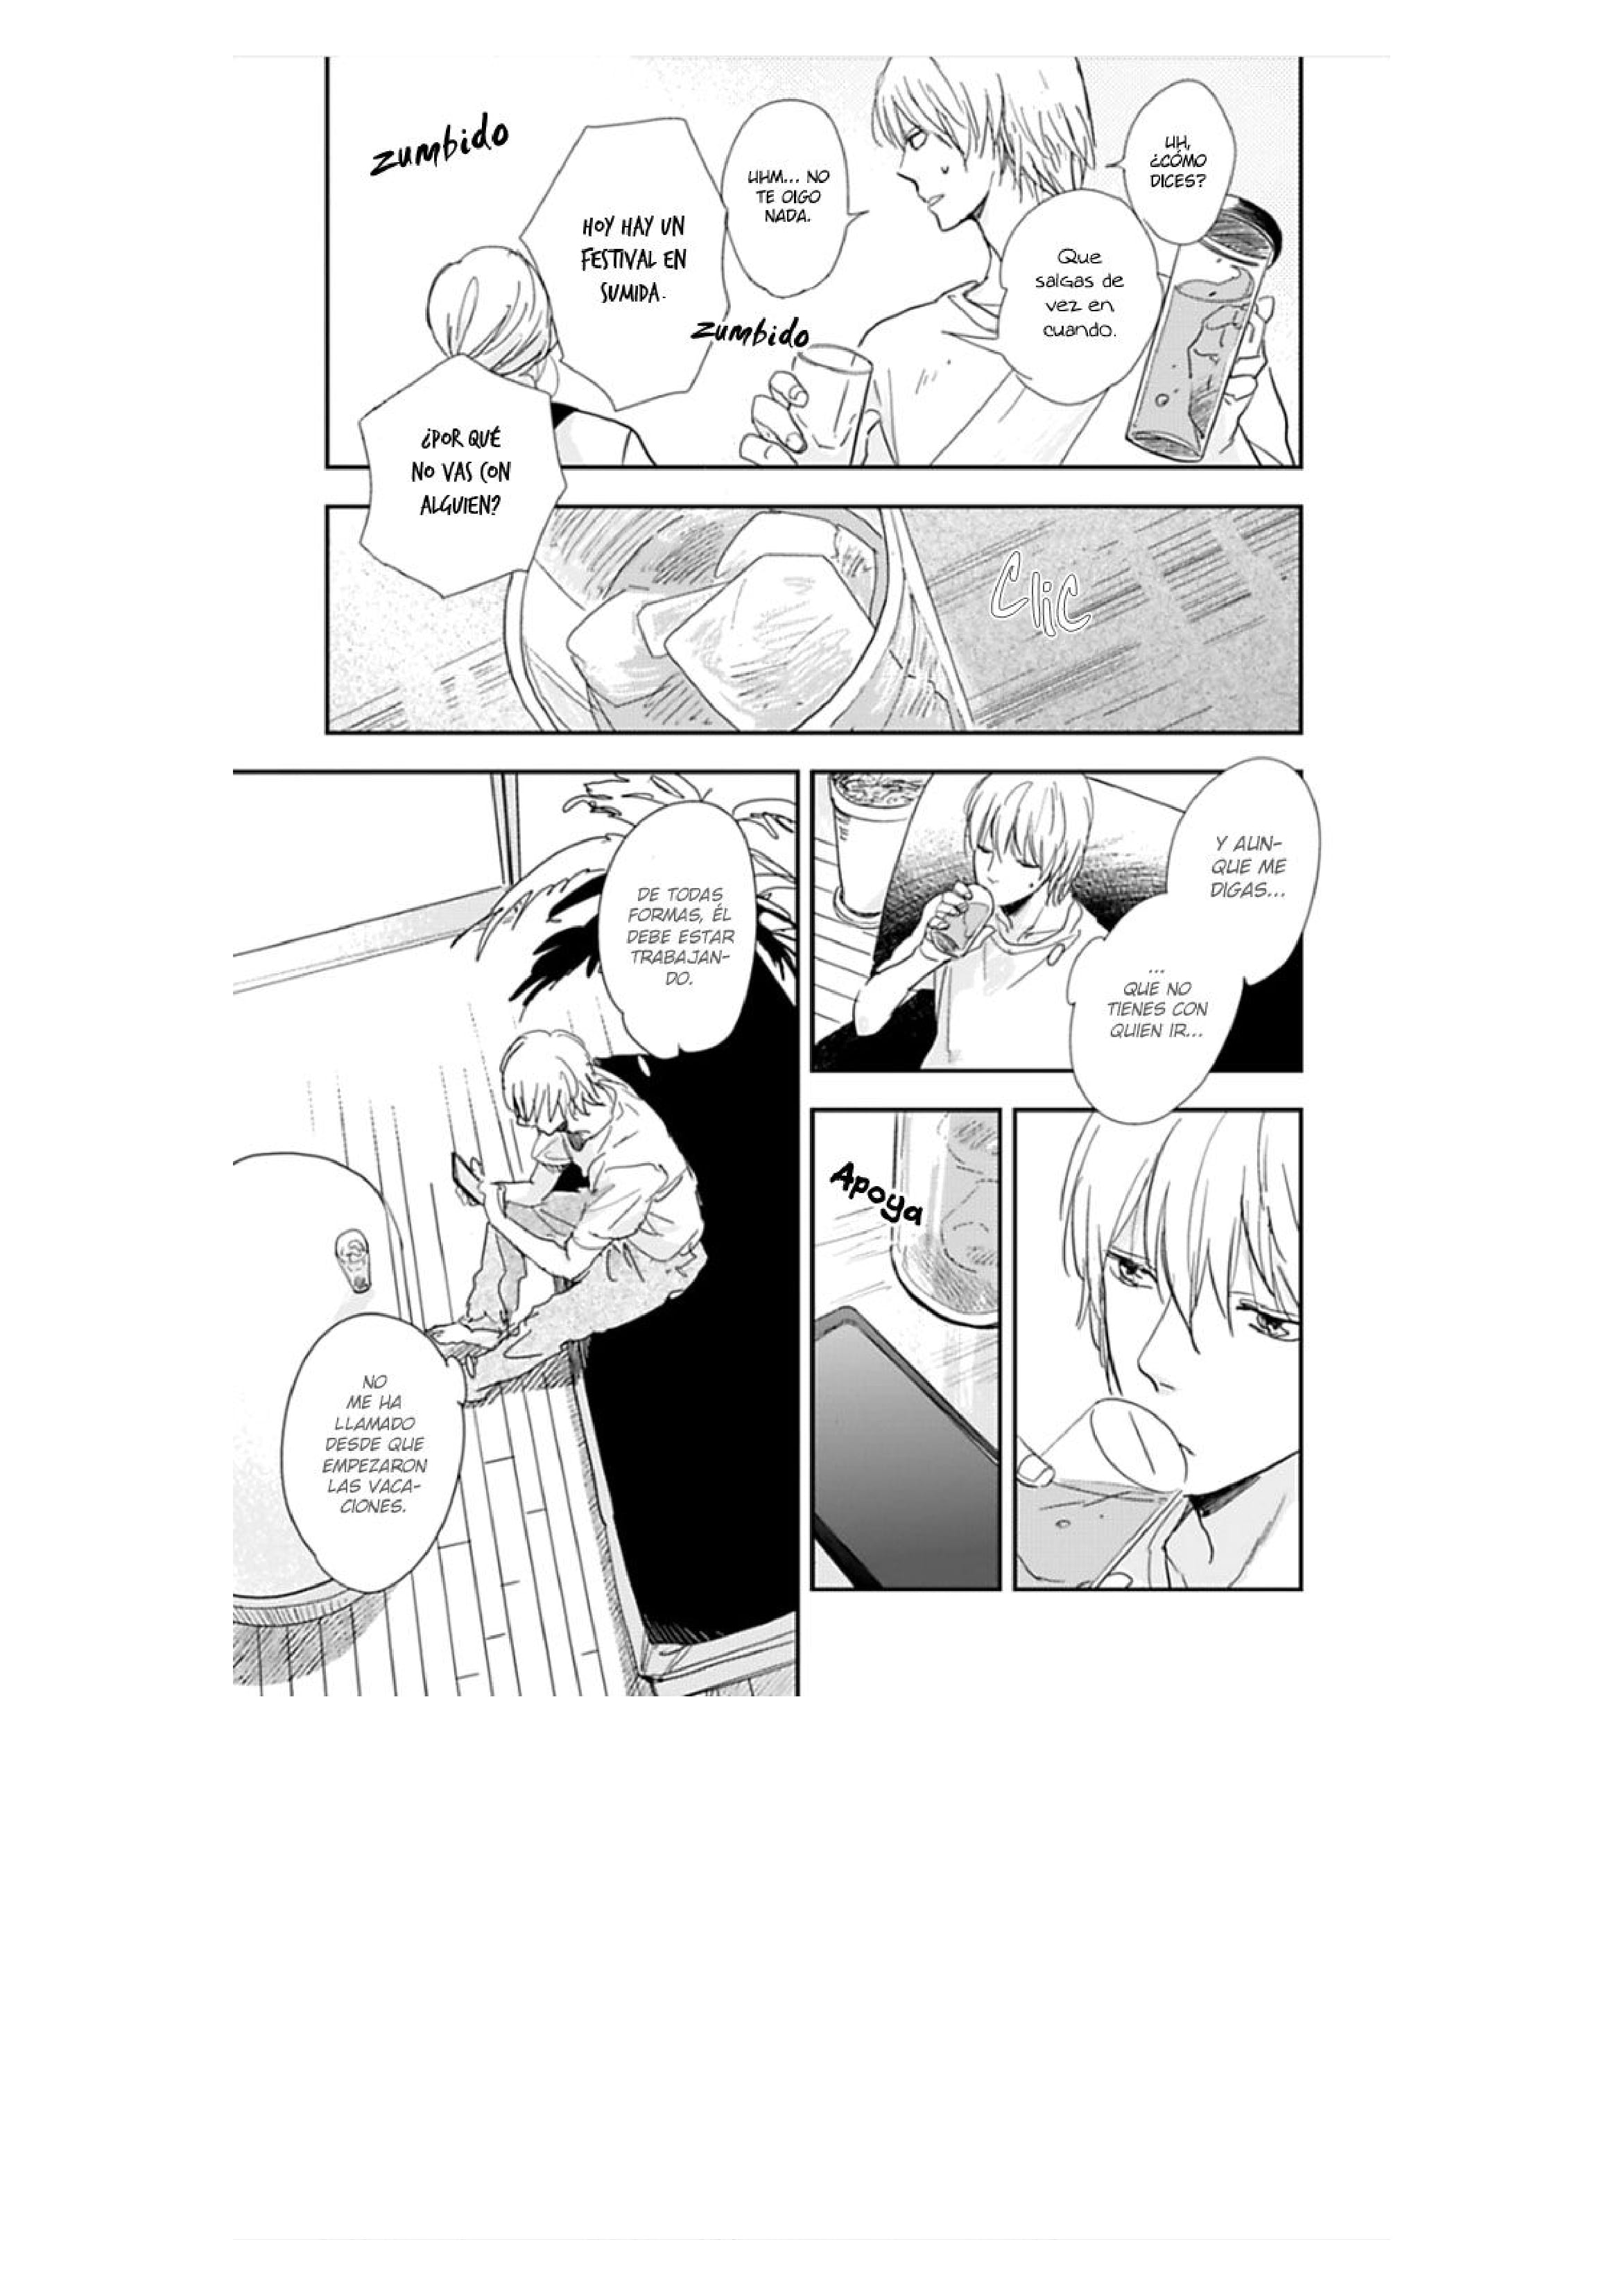 UH,
¿CÓMO
DICES?
Que
salgas de
vez en
cuando.
UHM... NO
TE OIGO
NADA.
zumbido
HOY HAY UN
FESTIVAL EN
SUMIDA.
zumbido
¿POR QUÉ
NO VAS CON
ALGUIEN?
Clic
Y AUN-
QUE ME
DIGAS...
...
QUE NO
TIENES CON
QUIEN IR...
Apoya
DE TODAS
FORMAS, ÉL
DEBE ESTAR
TRABAJAN-
DO.
NO
ME HA
LLAMADO
DESDE QUE
EMPEZARON
LAS VACA-
CIONES.